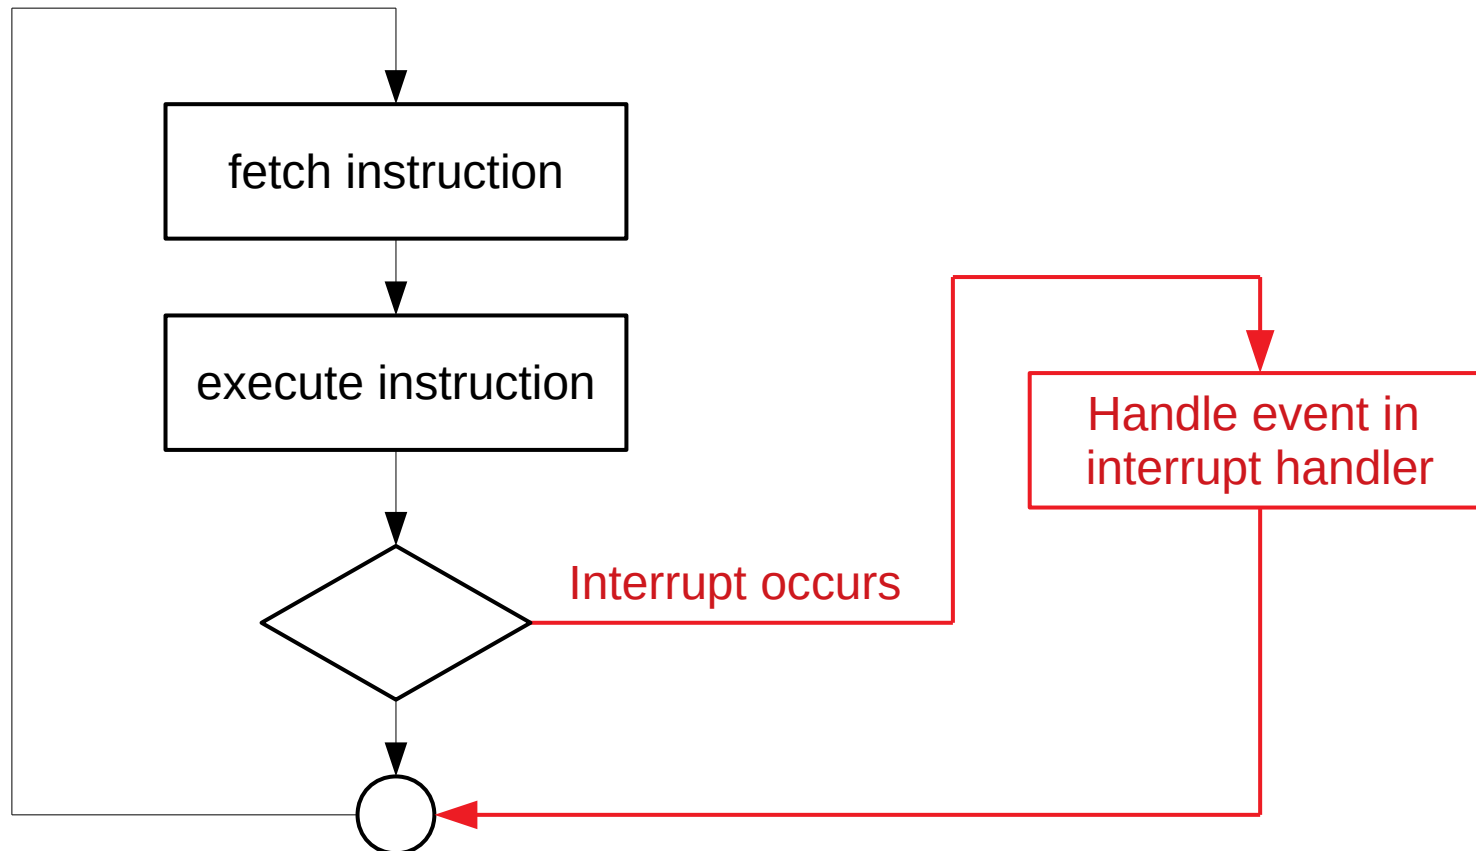 fetch instruction
execute instruction
Handle event in
interrupt handler
Interrupt occurs